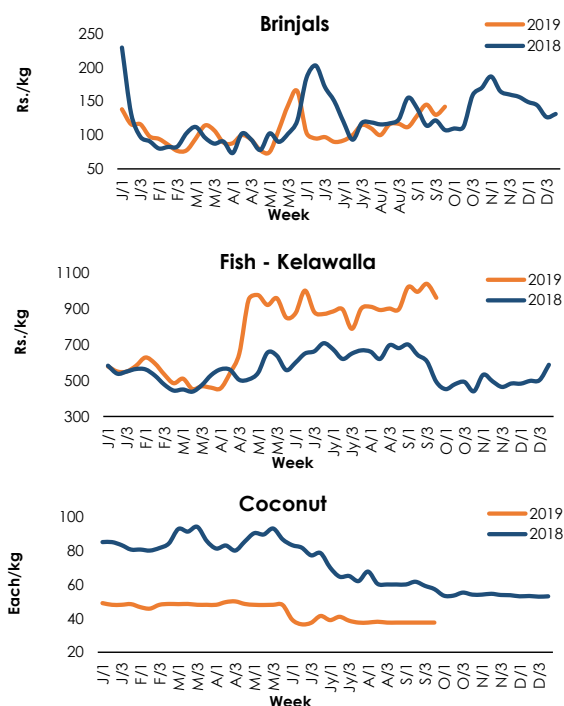 Brinjals
2019
2018
250
200
150
100
50
Rs./kg
J/1
J/3
F/1
F/3
M/1
M/3
A/1
A/3
M/1
M/3
J/1
J/3
Jy/1
Jy/3
Au/1
Au/3
S/1
S/3
O/1
O/3
N/1
N/3
D/1
D/3
Week
Fish - Kelawalla
2019
2018
1100
900
700
500
300
Rs./kg
J/1
J/3
F/1
F/3
M/1
M/3
A/1
A/3
M/1
M/3
J/1
J/3
Jy/1
Jy/3
A/1
A/3
S/1
S/3
O/1
O/3
N/1
N/3
D/1
D/3
Week
Coconut
2019
2018
100
80
60
40
20
Each/kg
J/1
J/3
F/1
F/3
M/1
M/3
A/1
A/3
M/1
M/3
J/1
J/3
Jy/1
Jy/3
A/1
A/3
S/1
S/3
O/1
O/3
N/1
N/3
D/1
D/3
Week